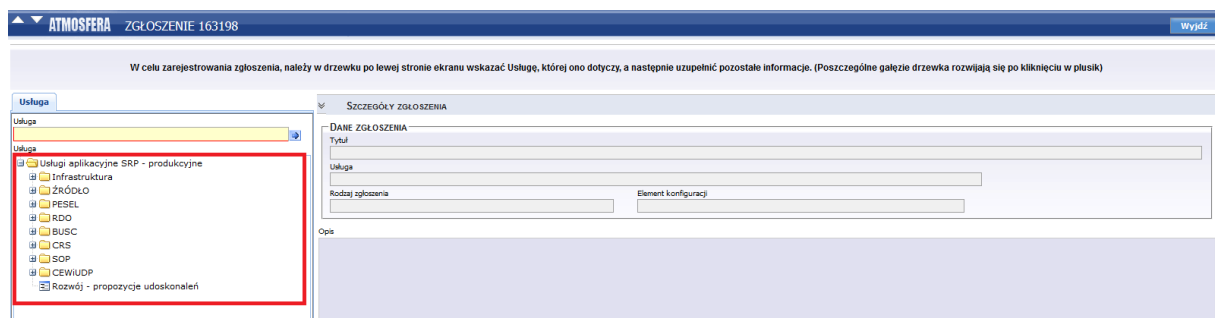 ATMOSFERA ZGŁOSZENIE 163198 Wyjdź
W celu zarejestrowania zgłoszenia, należy w drzewku po lewej stronie ekranu wskazać Usługę, której ono dotyczy, a następnie uzupełnić pozostałe informacje. (Poszczególne gałęzie drzewka rozwijają się po kliknięciu w plusik)
Usługa
Usługa
Usługa
Usługi aplikacyjne SRP - produkcyjne
Infrastruktura
ŹRÓDŁO
PESEL
RDO
BUSC
CRS
SOP
CEWiUDP
Rozwój - propozycje udoskonaleń
SZCZEGÓŁY ZGŁOSZENIA
DANE ZGŁOSZENIA
Tytuł
Usługa
Rodzaj zgłoszenia Element konfiguracji
Opis